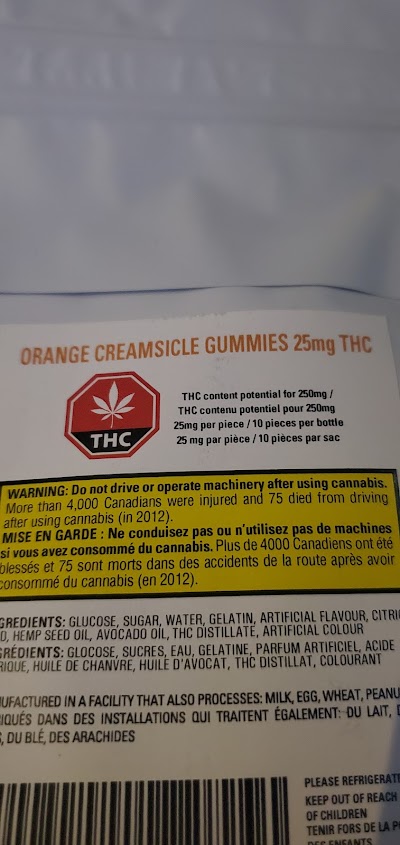 ORANGE CREAMSICLE GUMMIES 25mg THC
THC
THC content potential for 250mg /
THC contenu potentiel pour 250mg
25mg per piece / 10 pieces per bottle
25 mg par pièce / 10 pièces par sac
WARNING: Do not drive or operate machinery after using cannabis.
More than 4,000 Canadians were injured and 75 died from driving
after using cannabis (in 2012).
MISE EN GARDE : Ne conduisez pas ou n'utilisez pas de machines
si vous avez consommé du cannabis. Plus de 4000 Canadiens ont été
blessés et 75 sont morts dans des accidents de la route après avoir
consommé du cannabis (en 2012).
GREDIENTS: GLUCOSE, SUGAR, WATER, GELATIN, ARTIFICIAL FLAVOUR, CITRI
D, HEMP SEED OIL, AVOCADO OIL, THC DISTILLATE, ARTIFICIAL COLOUR
GRÉDIENTS: GLOCOSE, SUCRES, EAU, GELATINE, PARFUM ARTIFICIEL, ACIDE
RIQUE, HUILE DE CHANVRE, HUILE D'AVOCAT, THC DISTILLAT, COLOURANT
UFACTURED IN A FACILITY THAT ALSO PROCESSES: MILK, EGG, WHEAT, PEANU
IQUÉS DANS DES INSTALLATIONS QUI TRAITENT ÉGALEMENT: DU LAIT, D
, DU BLÉ, DES ARACHIDES
PLEASE REFRIGERATE
KEEP OUT OF REACH
OF CHILDREN
TENIR FORS DE LA PO
DES ENFANTS